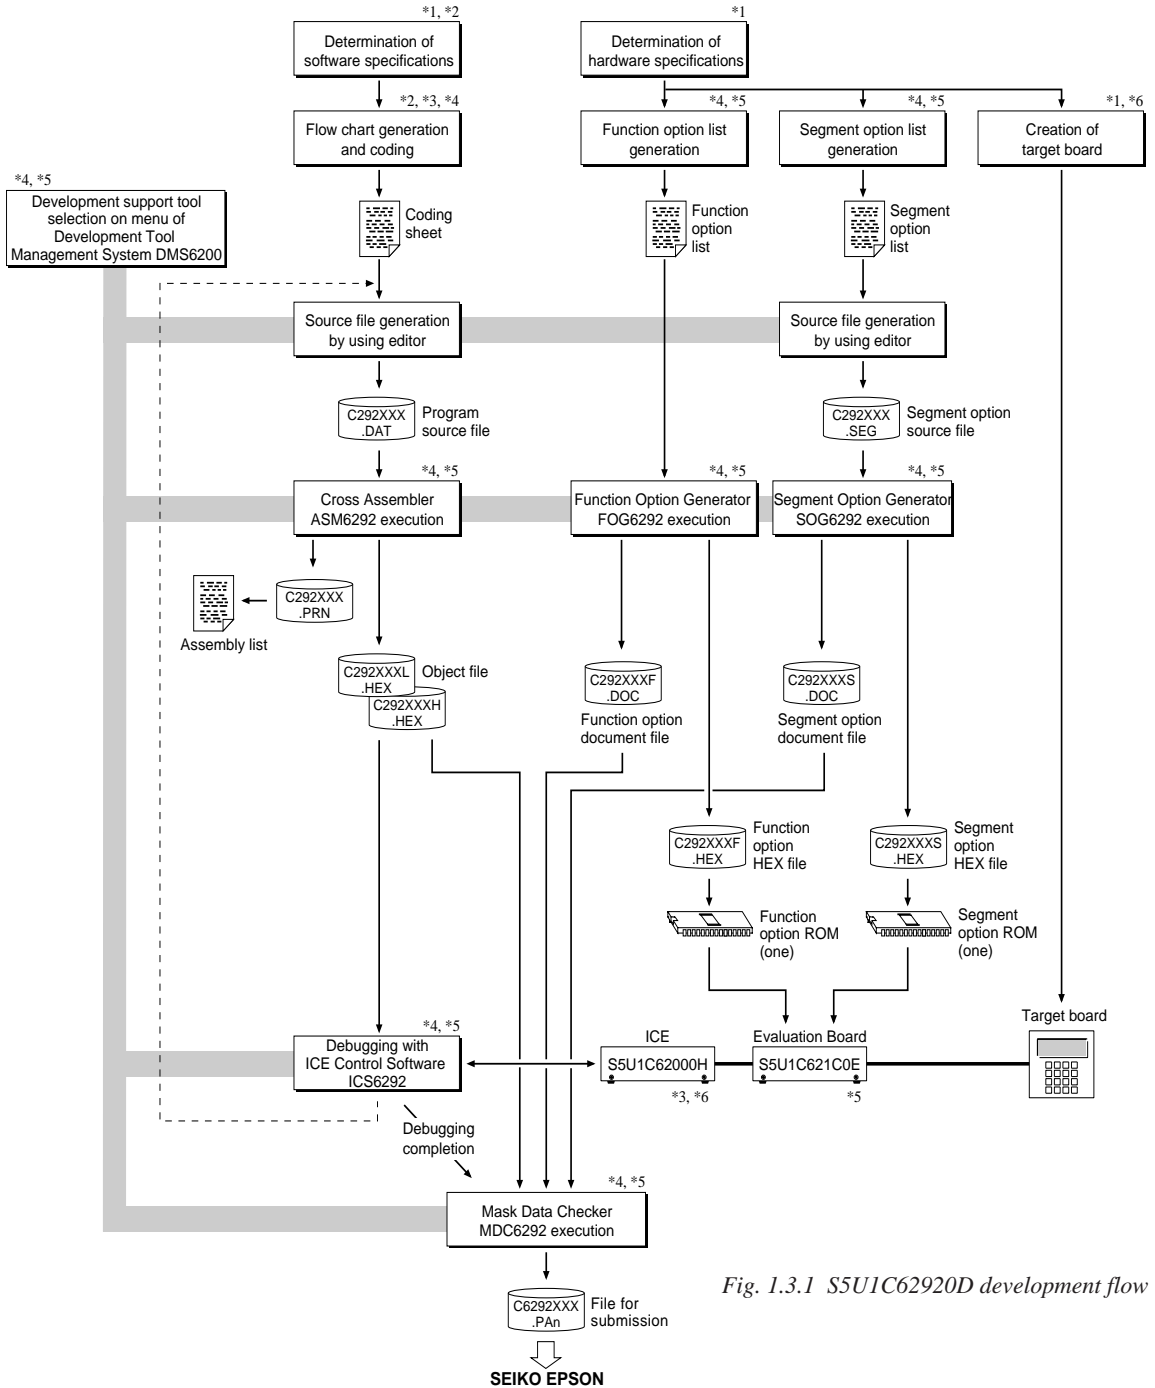 *1, *2
Determination of
software specifications
*1
Determination of
hardware specifications
*2, *3, *4
Flow chart generation
and coding
*4, *5
Function option list
generation
*4, *5
Segment option list
generation
*1, *6
Creation of
target board
*4, *5
Development support tool
selection on menu of
Development Tool
Management System DMS6200
Coding
sheet
Function
option
list
Segment
option
list
Source file generation
by using editor
Source file generation
by using editor
C292XXX
.DAT
Program
source file
C292XXX
.SEG
Segment option
source file
*4, *5
Cross Assembler
ASM6292 execution
*4, *5
Function Option Generator
FOG6292 execution
*4, *5
Segment Option Generator
SOG6292 execution
C292XXX
.PRN
Assembly list
C292XXXL
.HEX
C292XXXH
.HEX
Object file
C292XXXF
.DOC
Function option
document file
C292XXXS
.DOC
Segment option
document file
C292XXXF
.HEX
Function
option
HEX file
C292XXXS
.HEX
Segment
option
HEX file
Function
option ROM
(one)
Segment
option ROM
(one)
*4, *5
Debugging with
ICE Control Software
ICS6292
ICE
S5U1C62000H
*3, *6
Evaluation Board
S5U1C621C0E
*5
Target board
Debugging
completion
*4, *5
Mask Data Checker
MDC6292 execution
C6292XXX
.PAn
File for
submission
SEIKO EPSON
Fig. 1.3.1 S5U1C62920D development flow